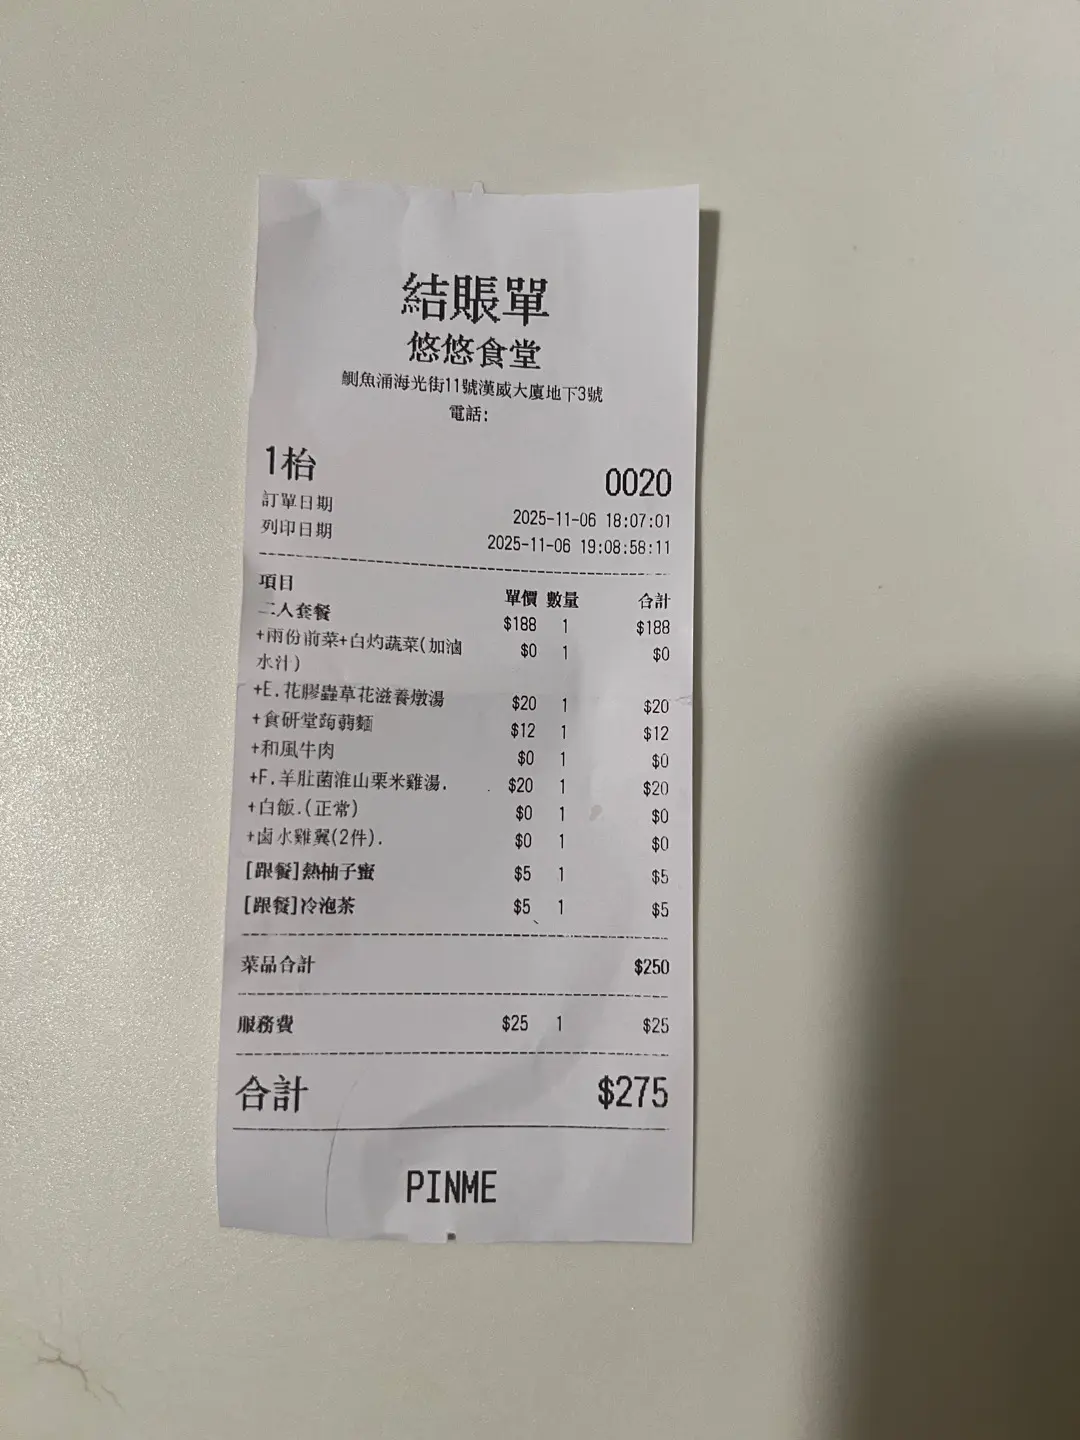 結賬單
悠悠食堂
鰂魚涌海光街11號漢威大廈地下3號
電話:
1枱 0020
訂單日期 2025-11-06 18:07:01
列印日期 2025-11-06 19:08:58:11
項目 單價 數量 合計
二人套餐 $188 1 $188
+兩份前菜+白灼蔬菜(加滷 $0 1 $0
水汁)
+E.花膠蟲草花滋養燉湯 $20 1 $20
+食研堂蒟蒻麵 $12 1 $12
+和風牛肉 $0 1 $0
+F.羊肚菌淮山粟米雞湯. $20 1 $20
+白飯.(正常) $0 1 $0
+鹵水雞翼(2件). $0 1 $0
[跟餐]熱柚子蜜 $5 1 $5
[跟餐]冷泡茶 $5 1 $5
菜品合計 $250
服務費 $25 1 $25
合計 $275
PINME